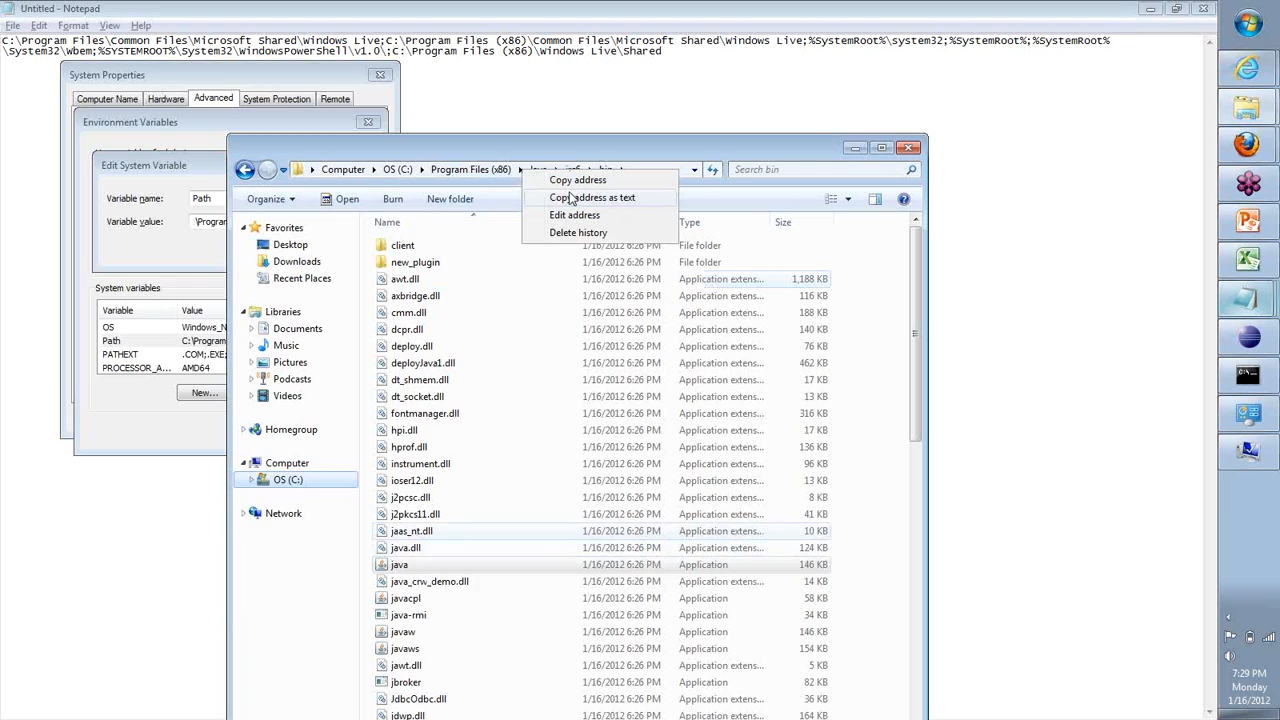 Untitled - Notepad
File Edit Format View Help
C:\Program Files\Common Files\Microsoft Shared\Windows Live;C:\Program Files (x86)\Common Files\Microsoft Shared\Windows Live;%SystemRoot%\system32;%SystemRoot%;%SystemRoot%
\System32\Wbem;%SYSTEMROOT%\System32\WindowsPowerShell\v1.0\;C:\Program Files (x86)\Windows Live\Shared
System Properties
Computer Name Hardware Advanced System Protection Remote
Environment Variables
Edit System Variable
Variable name: Path
Variable value: \Program
System variables
Variable Value
OS Windows_N
Path C:\Program
PATHEXT .COM;.EXE;
PROCESSOR_A... AMD64
New...
Computer OS (C:) Program Files (x86)
Search bin
Copy address
Copy address as text
Edit address
Delete history
Organize Open Burn New folder
Favorites
Desktop
Downloads
Recent Places
Libraries
Documents
Music
Pictures
Podcasts
Videos
Homegroup
Computer
OS (C:)
Network
Name Type
client File folder
new_plugin 1/16/2012 6:26 PM File folder
awt.dll 1/16/2012 6:26 PM Application extens... 1,188 KB
axbridge.dll 1/16/2012 6:26 PM Application extens... 116 KB
cmm.dll 1/16/2012 6:26 PM Application extens... 188 KB
dcpr.dll 1/16/2012 6:26 PM Application extens... 140 KB
deploy.dll 1/16/2012 6:26 PM Application extens... 76 KB
deployJava1.dll 1/16/2012 6:26 PM Application extens... 462 KB
dt_shmem.dll 1/16/2012 6:26 PM Application extens... 17 KB
dt_socket.dll 1/16/2012 6:26 PM Application extens... 13 KB
fontmanager.dll 1/16/2012 6:26 PM Application extens... 316 KB
hpi.dll 1/16/2012 6:26 PM Application extens... 17 KB
hprof.dll 1/16/2012 6:26 PM Application extens... 136 KB
instrument.dll 1/16/2012 6:26 PM Application extens... 96 KB
ioser12.dll 1/16/2012 6:26 PM Application extens... 13 KB
j2pcsc.dll 1/16/2012 6:26 PM Application extens... 8 KB
j2pkcs11.dll 1/16/2012 6:26 PM Application extens... 41 KB
jaas_nt.dll 1/16/2012 6:26 PM Application extens... 10 KB
java.dll 1/16/2012 6:26 PM Application extens... 124 KB
java 1/16/2012 6:26 PM Application 146 KB
java_crw_demo.dll 1/16/2012 6:26 PM Application extens... 14 KB
javacpl 1/16/2012 6:26 PM Application 58 KB
java-rmi 1/16/2012 6:26 PM Application 34 KB
javaw 1/16/2012 6:26 PM Application 146 KB
javaws 1/16/2012 6:26 PM Application 154 KB
jawt.dll 1/16/2012 6:26 PM Application extens... 5 KB
jbroker 1/16/2012 6:26 PM Application 82 KB
JdbcOdbc.dll 1/16/2012 6:26 PM Application extens... 36 KB
jdwp.dll 1/16/2012 6:26 PM Application extens... 164 KB
7:29 PM
Monday
1/16/2012